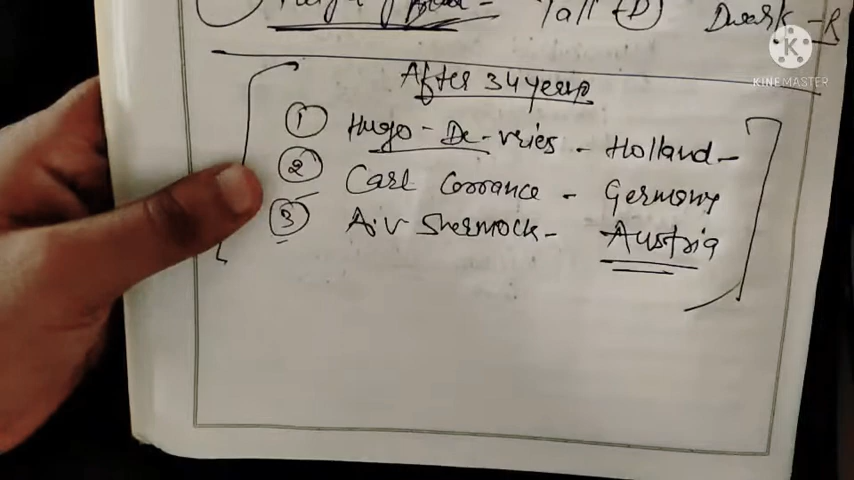 Tall (D) Dwark - R
KINEMASTER
After 34 years
1 Hugo - De - vries - Holland -
2 Carl Corrance - Germony
3 A.V Shermock - Austria